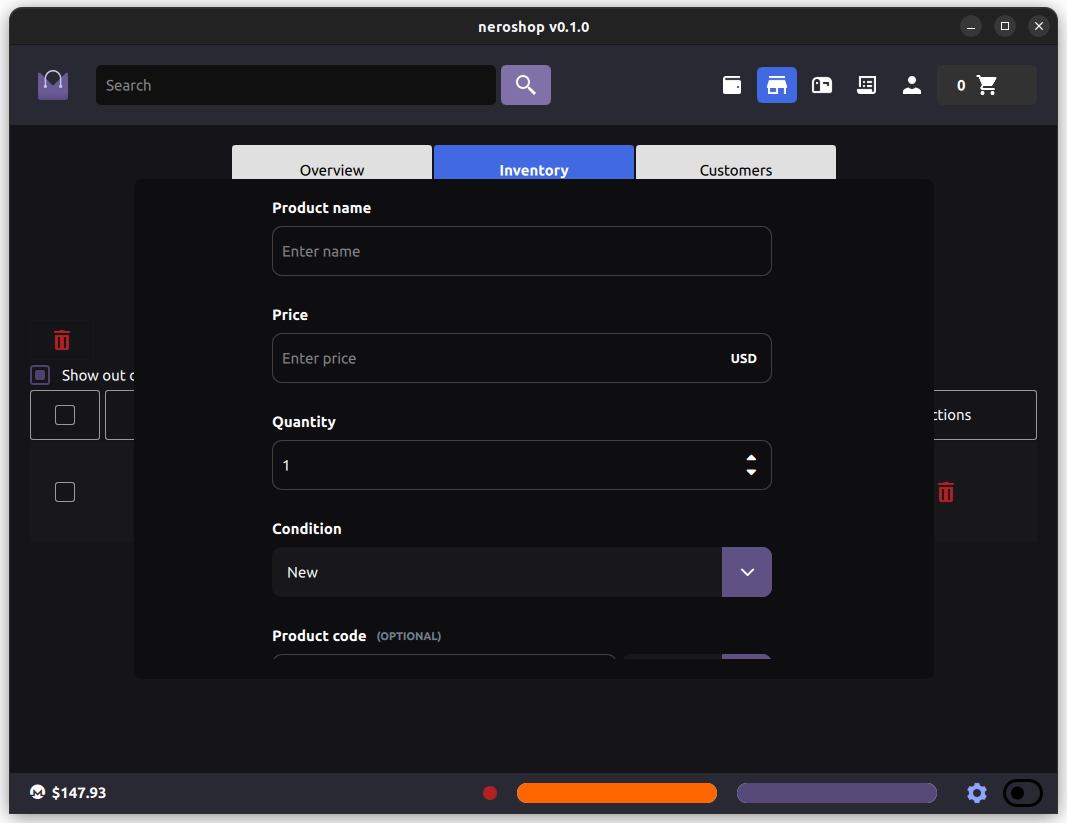 neroshop v0.1.0
Search
0
Overview
Inventory
Customers
Product name
Enter name
Price
Enter price
USD
Show out
ctions
Quantity
1
Condition
New
Product code (OPTIONAL)
$147.93